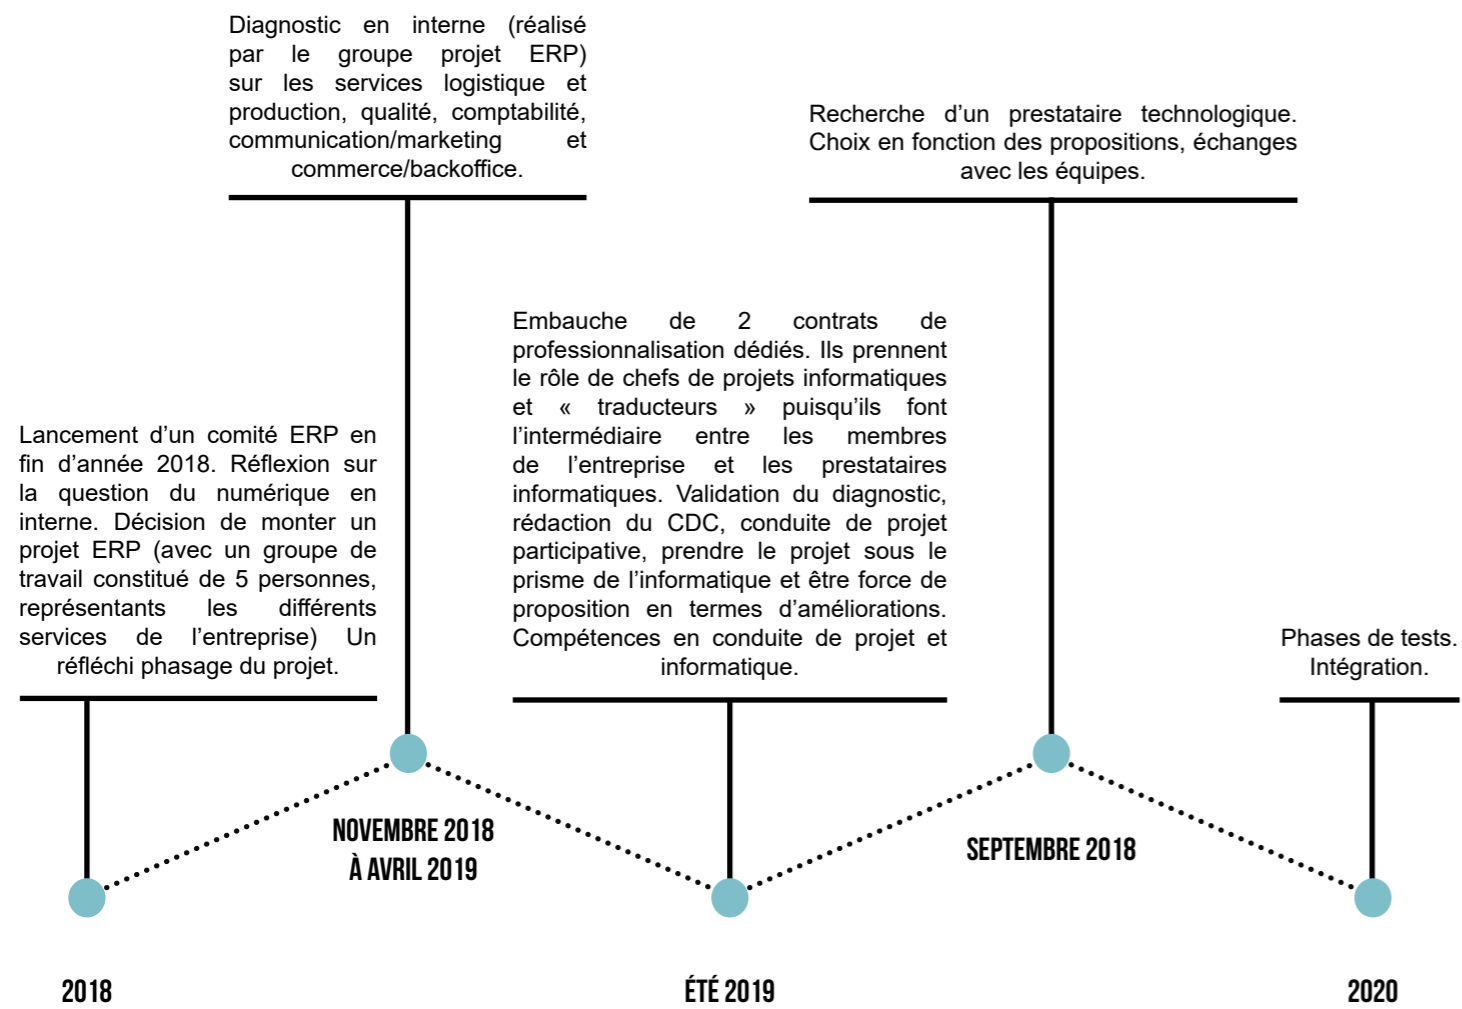 Diagnostic en interne (réalisé
par le groupe projet ERP)
sur les services logistique et
production, qualité, comptabilité,
communication/marketing et
commerce/backoffice.
Recherche d'un prestataire technologique.
Choix en fonction des propositions, échanges
avec les équipes.
Embauche de 2 contrats de
professionnalisation dédiés. Ils prennent
le rôle de chefs de projets informatiques
et « traducteurs » puisqu'ils font
l'intermédiaire entre les membres
de l'entreprise et les prestataires
informatiques. Validation du diagnostic,
rédaction du CDC, conduite de projet
participative, prendre le projet sous le
prisme de l'informatique et être force de
proposition en termes d'améliorations.
Compétences en conduite de projet et
informatique.
Lancement d'un comité ERP en
fin d'année 2018. Réflexion sur
la question du numérique en
interne. Décision de monter un
projet ERP (avec un groupe de
travail constitué de 5 personnes,
représentants les différents
services de l'entreprise) Un
réfléchi phasage du projet.
Phases de tests.
Intégration.
NOVEMBRE 2018
À AVRIL 2019
SEPTEMBRE 2018
2018
ÉTÉ 2019
2020